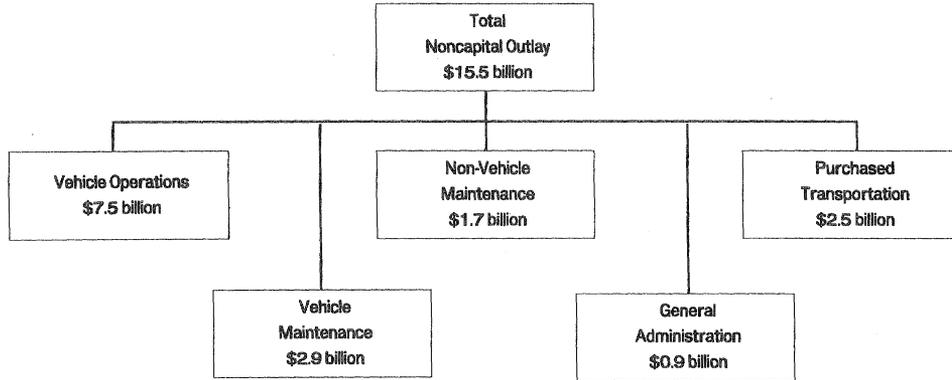 Total
Noncapital Outlay
$15.5 billion
Vehicle Operations
$7.5 billion
Non-Vehicle
Maintenance
$1.7 billion
Purchased
Transportation
$2.5 billion
Vehicle
Maintenance
$2.9 billion
General
Administration
$0.9 billion